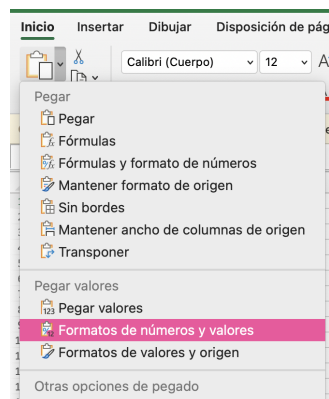 Inicio Insertar Dibujar Disposición de pág
Calibri (Cuerpo) 12 A
Pegar
Pegar
Fórmulas
Fórmulas y formato de números
Mantener formato de origen
Sin bordes
Mantener ancho de columnas de origen
Transponer
Pegar valores
Pegar valores
Formatos de números y valores
Formatos de valores y origen
Otras opciones de pegado